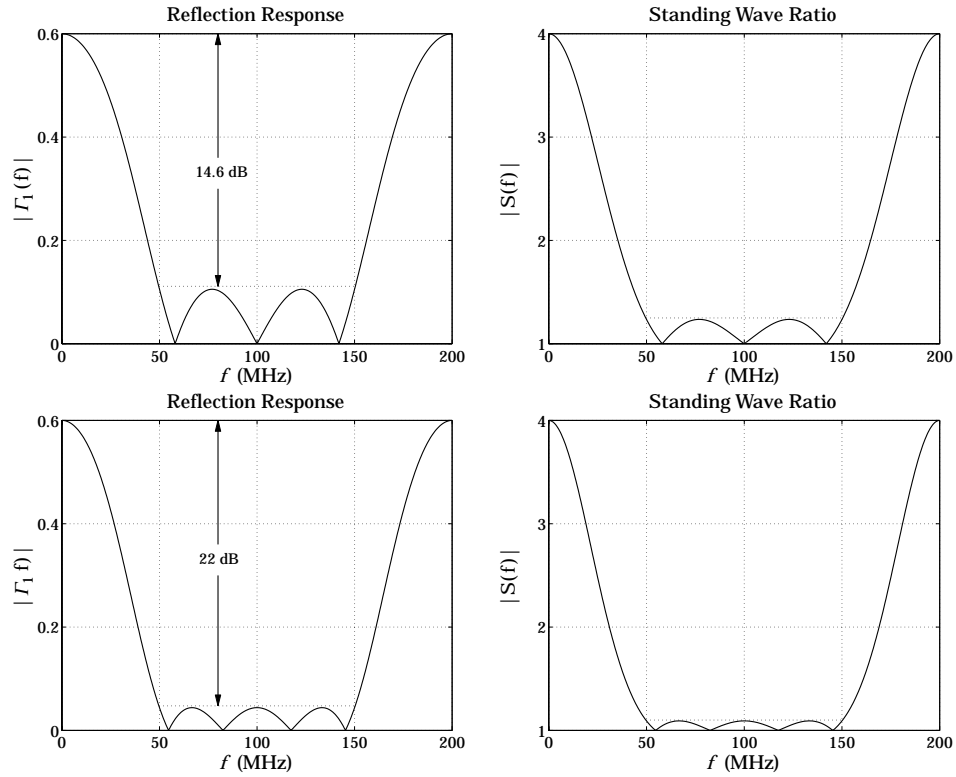 Reflection Response
0.6
0.4
0.2
0
0 50 100 150 200
f (MHz)
| Γ1 (f) |
14.6 dB
Standing Wave Ratio
4
3
2
1
0 50 100 150 200
f (MHz)
| S(f) |
Reflection Response
0.6
0.4
0.2
0
0 50 100 150 200
f (MHz)
| Γ1 f) |
22 dB
Standing Wave Ratio
4
3
2
1
0 50 100 150 200
f (MHz)
| S(f) |